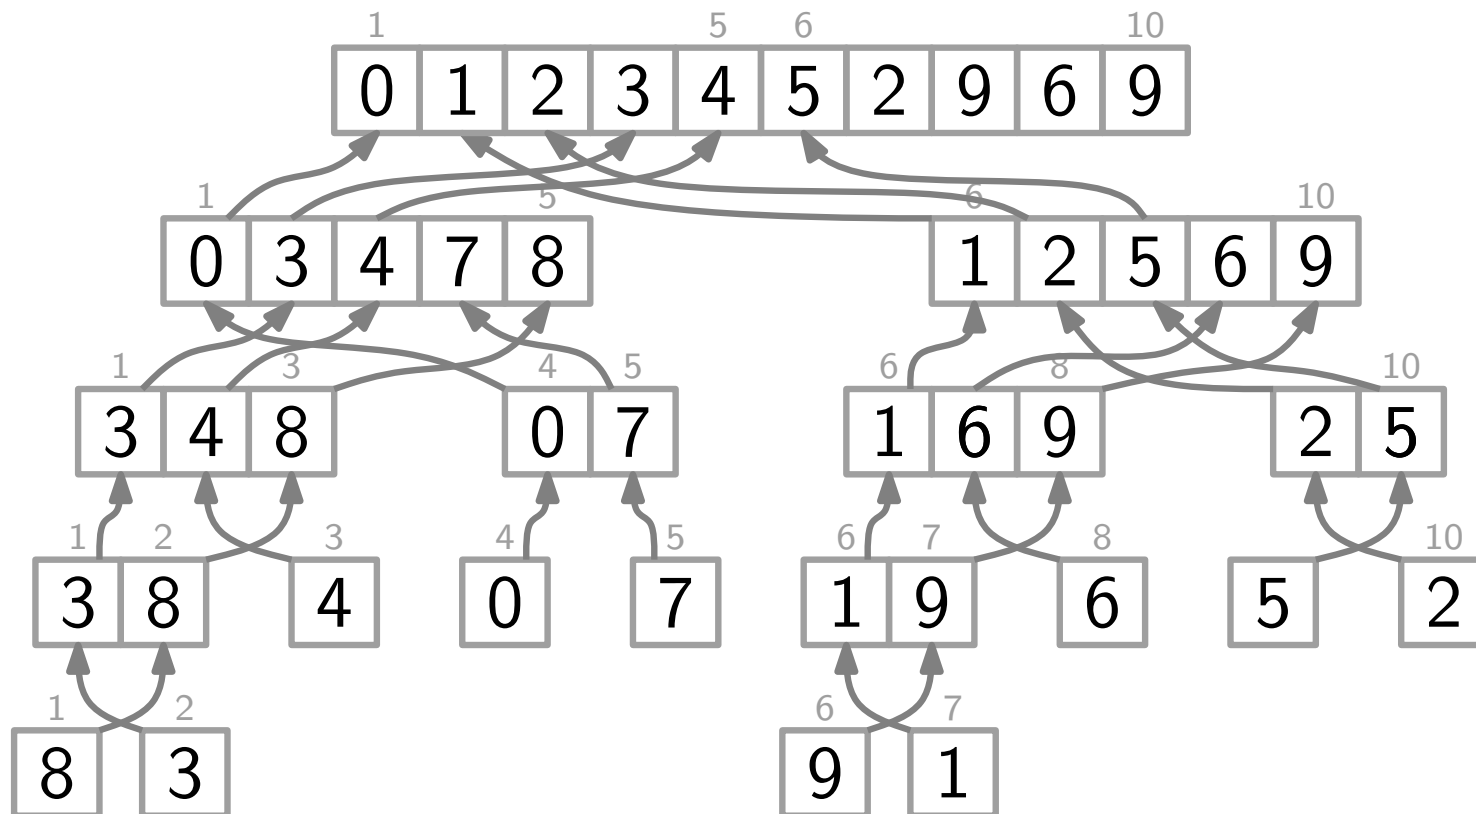 1 5 6 10
0 1 2 3 4 5 2 9 6 9
1 5 6 10
0 3 4 7 8 1 2 5 6 9
1 3 4 5 6 8 10
3 4 8 0 7 1 6 9 2 5
1 2 3 4 5 6 7 8 10
3 8 4 0 7 1 9 6 5 2
1 2 6 7
8 3 9 1